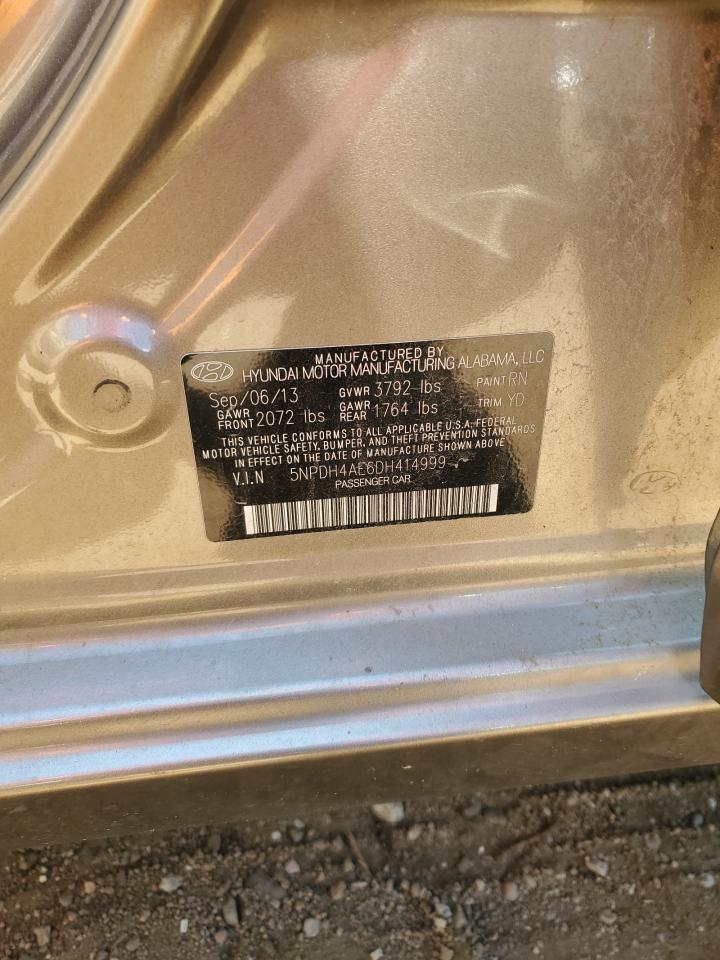 MANUFACTURED BY
HYUNDAI MOTOR MANUFACTURING ALABAMA, LLC
Sep/06/13 GVWR 3792 lbs PAINT RN
GAWR FRONT 2072 lbs GAWR REAR 1764 lbs TRIM YD
THIS VEHICLE CONFORMS TO ALL APPLICABLE U.S.A. FEDERAL
MOTOR VEHICLE SAFETY, BUMPER, AND THEFT PREVENTION STANDARDS
IN EFFECT ON THE DATE OF MANUFACTURE SHOWN ABOVE
V.I.N 5NPDH4AE6DH414999
PASSENGER CAR